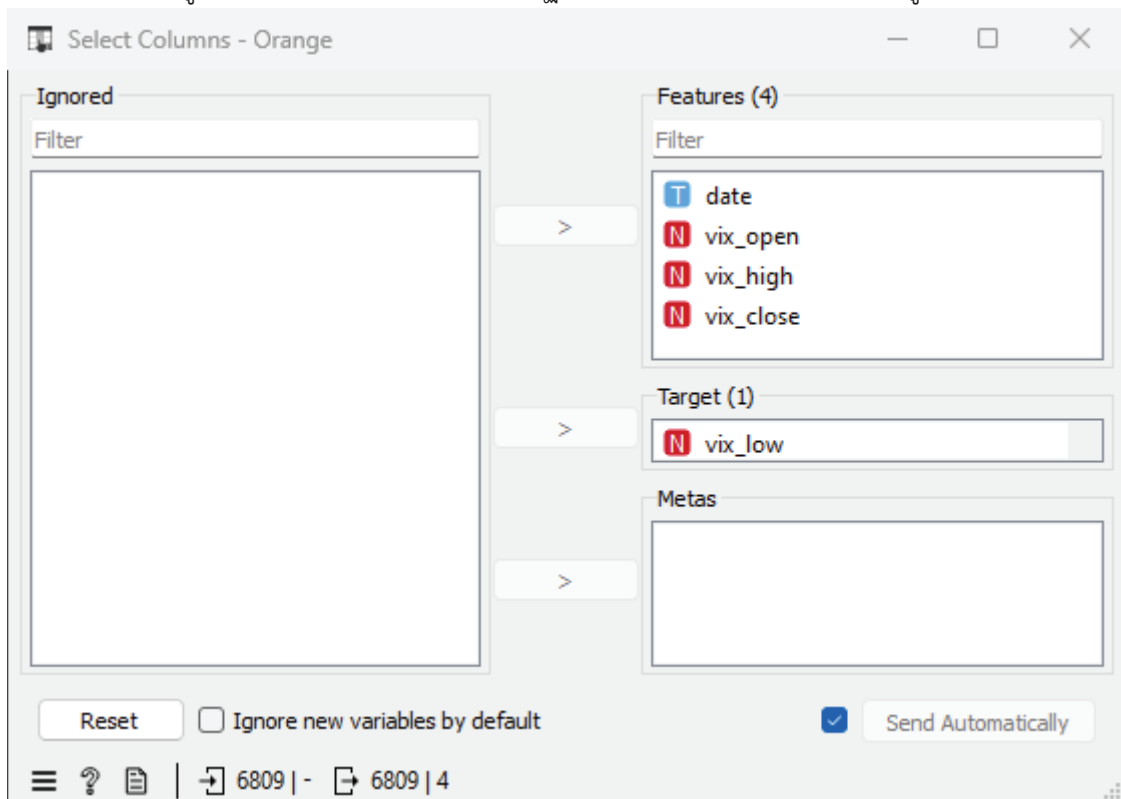 Select Columns - Orange
Ignored
Filter
>
>
>
Features (4)
Filter
T date
N vix_open
N vix_high
N vix_close
Target (1)
N vix_low
Metas
Reset
Ignore new variables by default
Send Automatically
? 6809 | - 6809 | 4